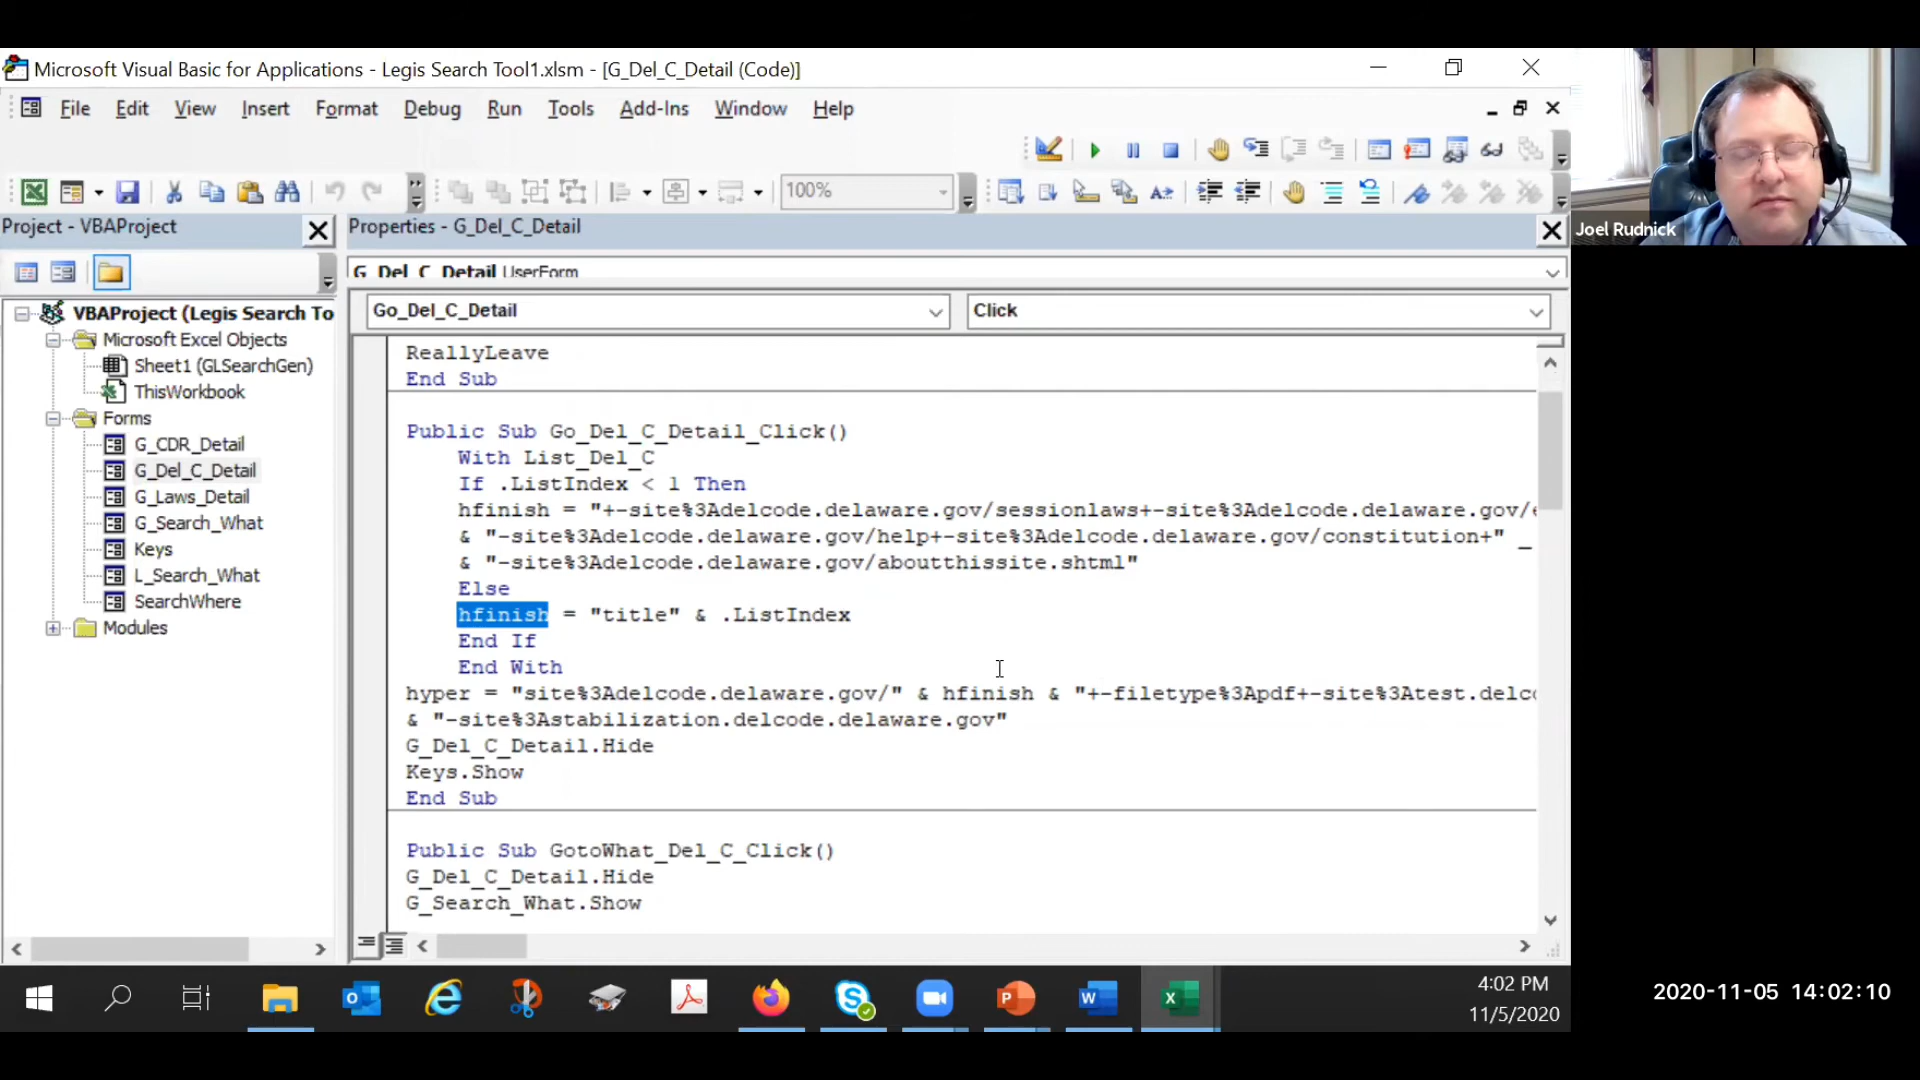 Microsoft Visual Basic for Applications - Legis Search Tool1.xlsm - [G_Del_C_Detail (Code)]
File Edit View Insert Format Debug Run Tools Add-Ins Window Help
100%
Project - VBAProject
VBAProject (Legis Search To
Microsoft Excel Objects
Sheet1 (GLSearchGen)
ThisWorkbook
Forms
G_CDR_Detail
G_Del_C_Detail
G_Laws_Detail
G_Search_What
Keys
L_Search_What
SearchWhere
Modules
Properties - G_Del_C_Detail
G_Del_C_Detail UserForm
Go_Del_C_Detail
Click
ReallyLeave
End Sub
Public Sub Go_Del_C_Detail_Click()
With List_Del_C
If .ListIndex < 1 Then
hfinish = "+-site%3Adelcode.delaware.gov/sessionlaws+-site%3Adelcode.delaware.gov/
& "-site%3Adelcode.delaware.gov/help+-site%3Adelcode.delaware.gov/constitution+" _
& "-site%3Adelcode.delaware.gov/aboutthissite.shtml"
Else
hfinish = "title" & .ListIndex
End If
End With
hyper = "site%3Adelcode.delaware.gov/" & hfinish & "+-filetype%3Apdf+-site%3Atest.delc
& "-site%3Astabilization.delcode.delaware.gov"
G_Del_C_Detail.Hide
Keys.Show
End Sub
Public Sub GotoWhat_Del_C_Click()
G_Del_C_Detail.Hide
G_Search_What.Show
Joel Rudnick
4:02 PM
11/5/2020
2020-11-05 14:02:10